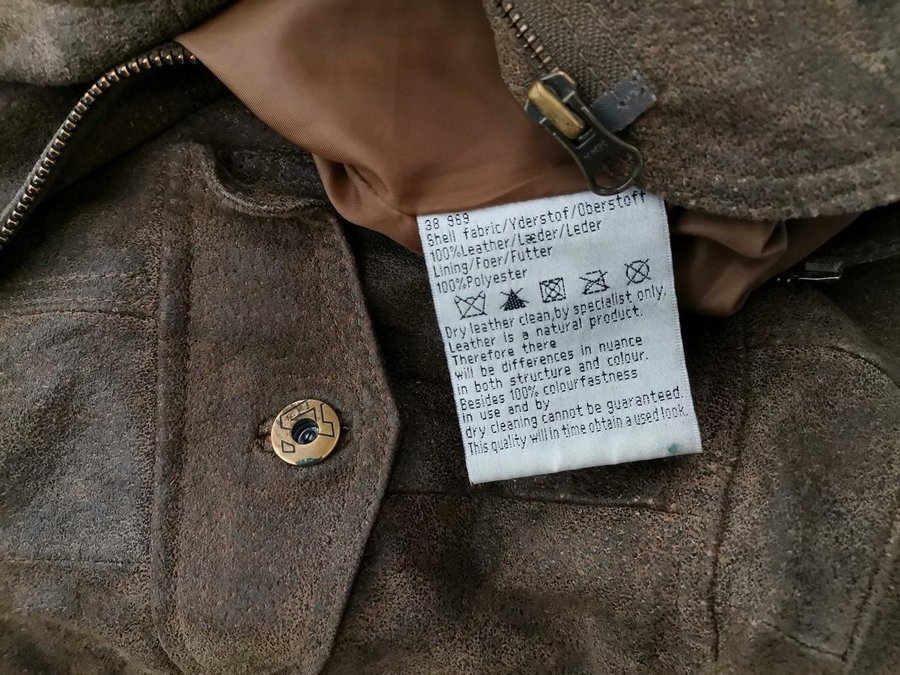 38 969
Shell fabric/Yderstof/Oberstoff
100%Leather/Læder/Leder
Lining/Foer/Futter
100%Polyester
Dry leather clean,by specialist only.
Leather is a natural product.
Therefore there
will be differences in nuance
in both structure and colour.
Besides 100% colourfastness
in use and by
dry cleaning cannot be guaranteed.
This quality will in time obtain a used look.